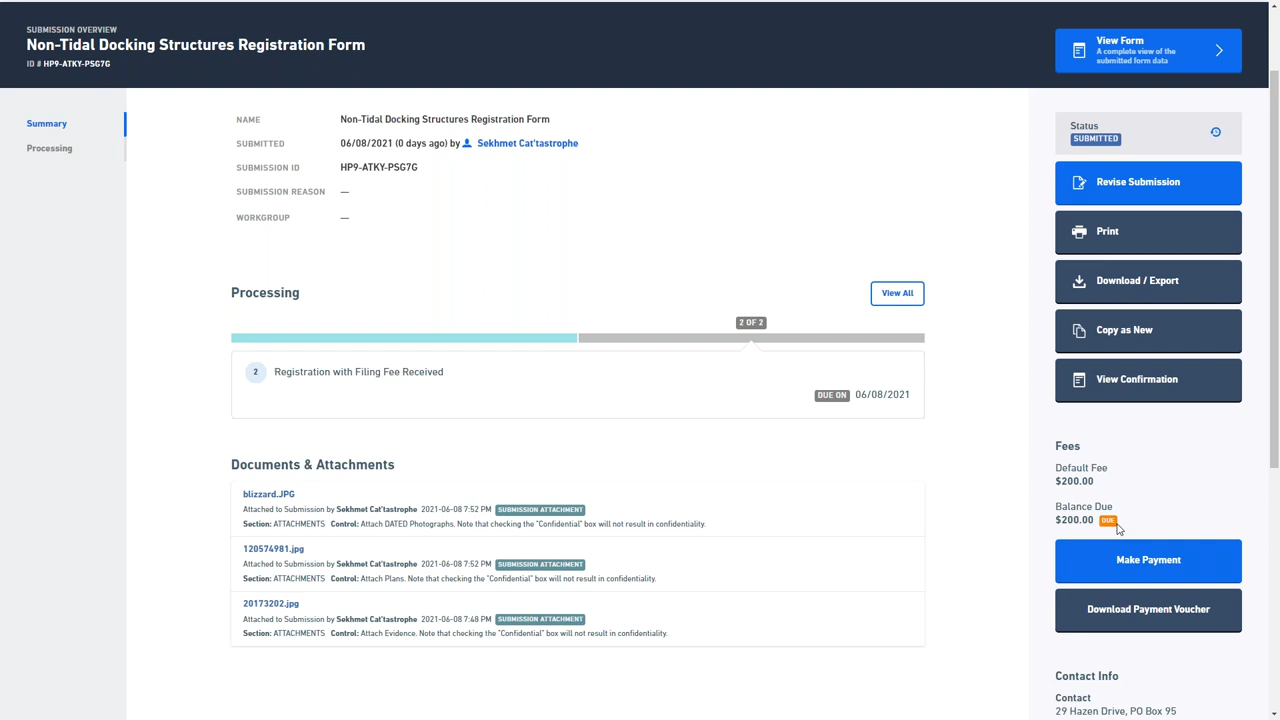 SUBMISSION OVERVIEW
Non-Tidal Docking Structures Registration Form
ID # HP9-ATKY-PSG7G
View Form
A complete view of the
submitted form data
Summary
Processing
NAME Non-Tidal Docking Structures Registration Form
SUBMITTED 06/08/2021 (0 days ago) by Sekhmet Cat'tastrophe
SUBMISSION ID HP9-ATKY-PSG7G
SUBMISSION REASON —
WORKGROUP —
Processing
View All
2 OF 2
2 Registration with Filing Fee Received
DUE ON 06/08/2021
Documents & Attachments
blizzard.JPG
Attached to Submission by Sekhmet Cat'tastrophe 2021-06-08 7:52 PM SUBMISSION ATTACHMENT
Section: ATTACHMENTS Control: Attach DATED Photographs. Note that checking the "Confidential" box will not result in confidentiality.
120574981.jpg
Attached to Submission by Sekhmet Cat'tastrophe 2021-06-08 7:52 PM SUBMISSION ATTACHMENT
Section: ATTACHMENTS Control: Attach Plans. Note that checking the "Confidential" box will not result in confidentiality.
20173202.jpg
Attached to Submission by Sekhmet Cat'tastrophe 2021-06-08 7:48 PM SUBMISSION ATTACHMENT
Section: ATTACHMENTS Control: Attach Evidence. Note that checking the "Confidential" box will not result in confidentiality.
Status
SUBMITTED
Revise Submission
Print
Download / Export
Copy as New
View Confirmation
Fees
Default Fee
$200.00
Balance Due
$200.00 DUE
Make Payment
Download Payment Voucher
Contact Info
Contact
29 Hazen Drive, PO Box 95